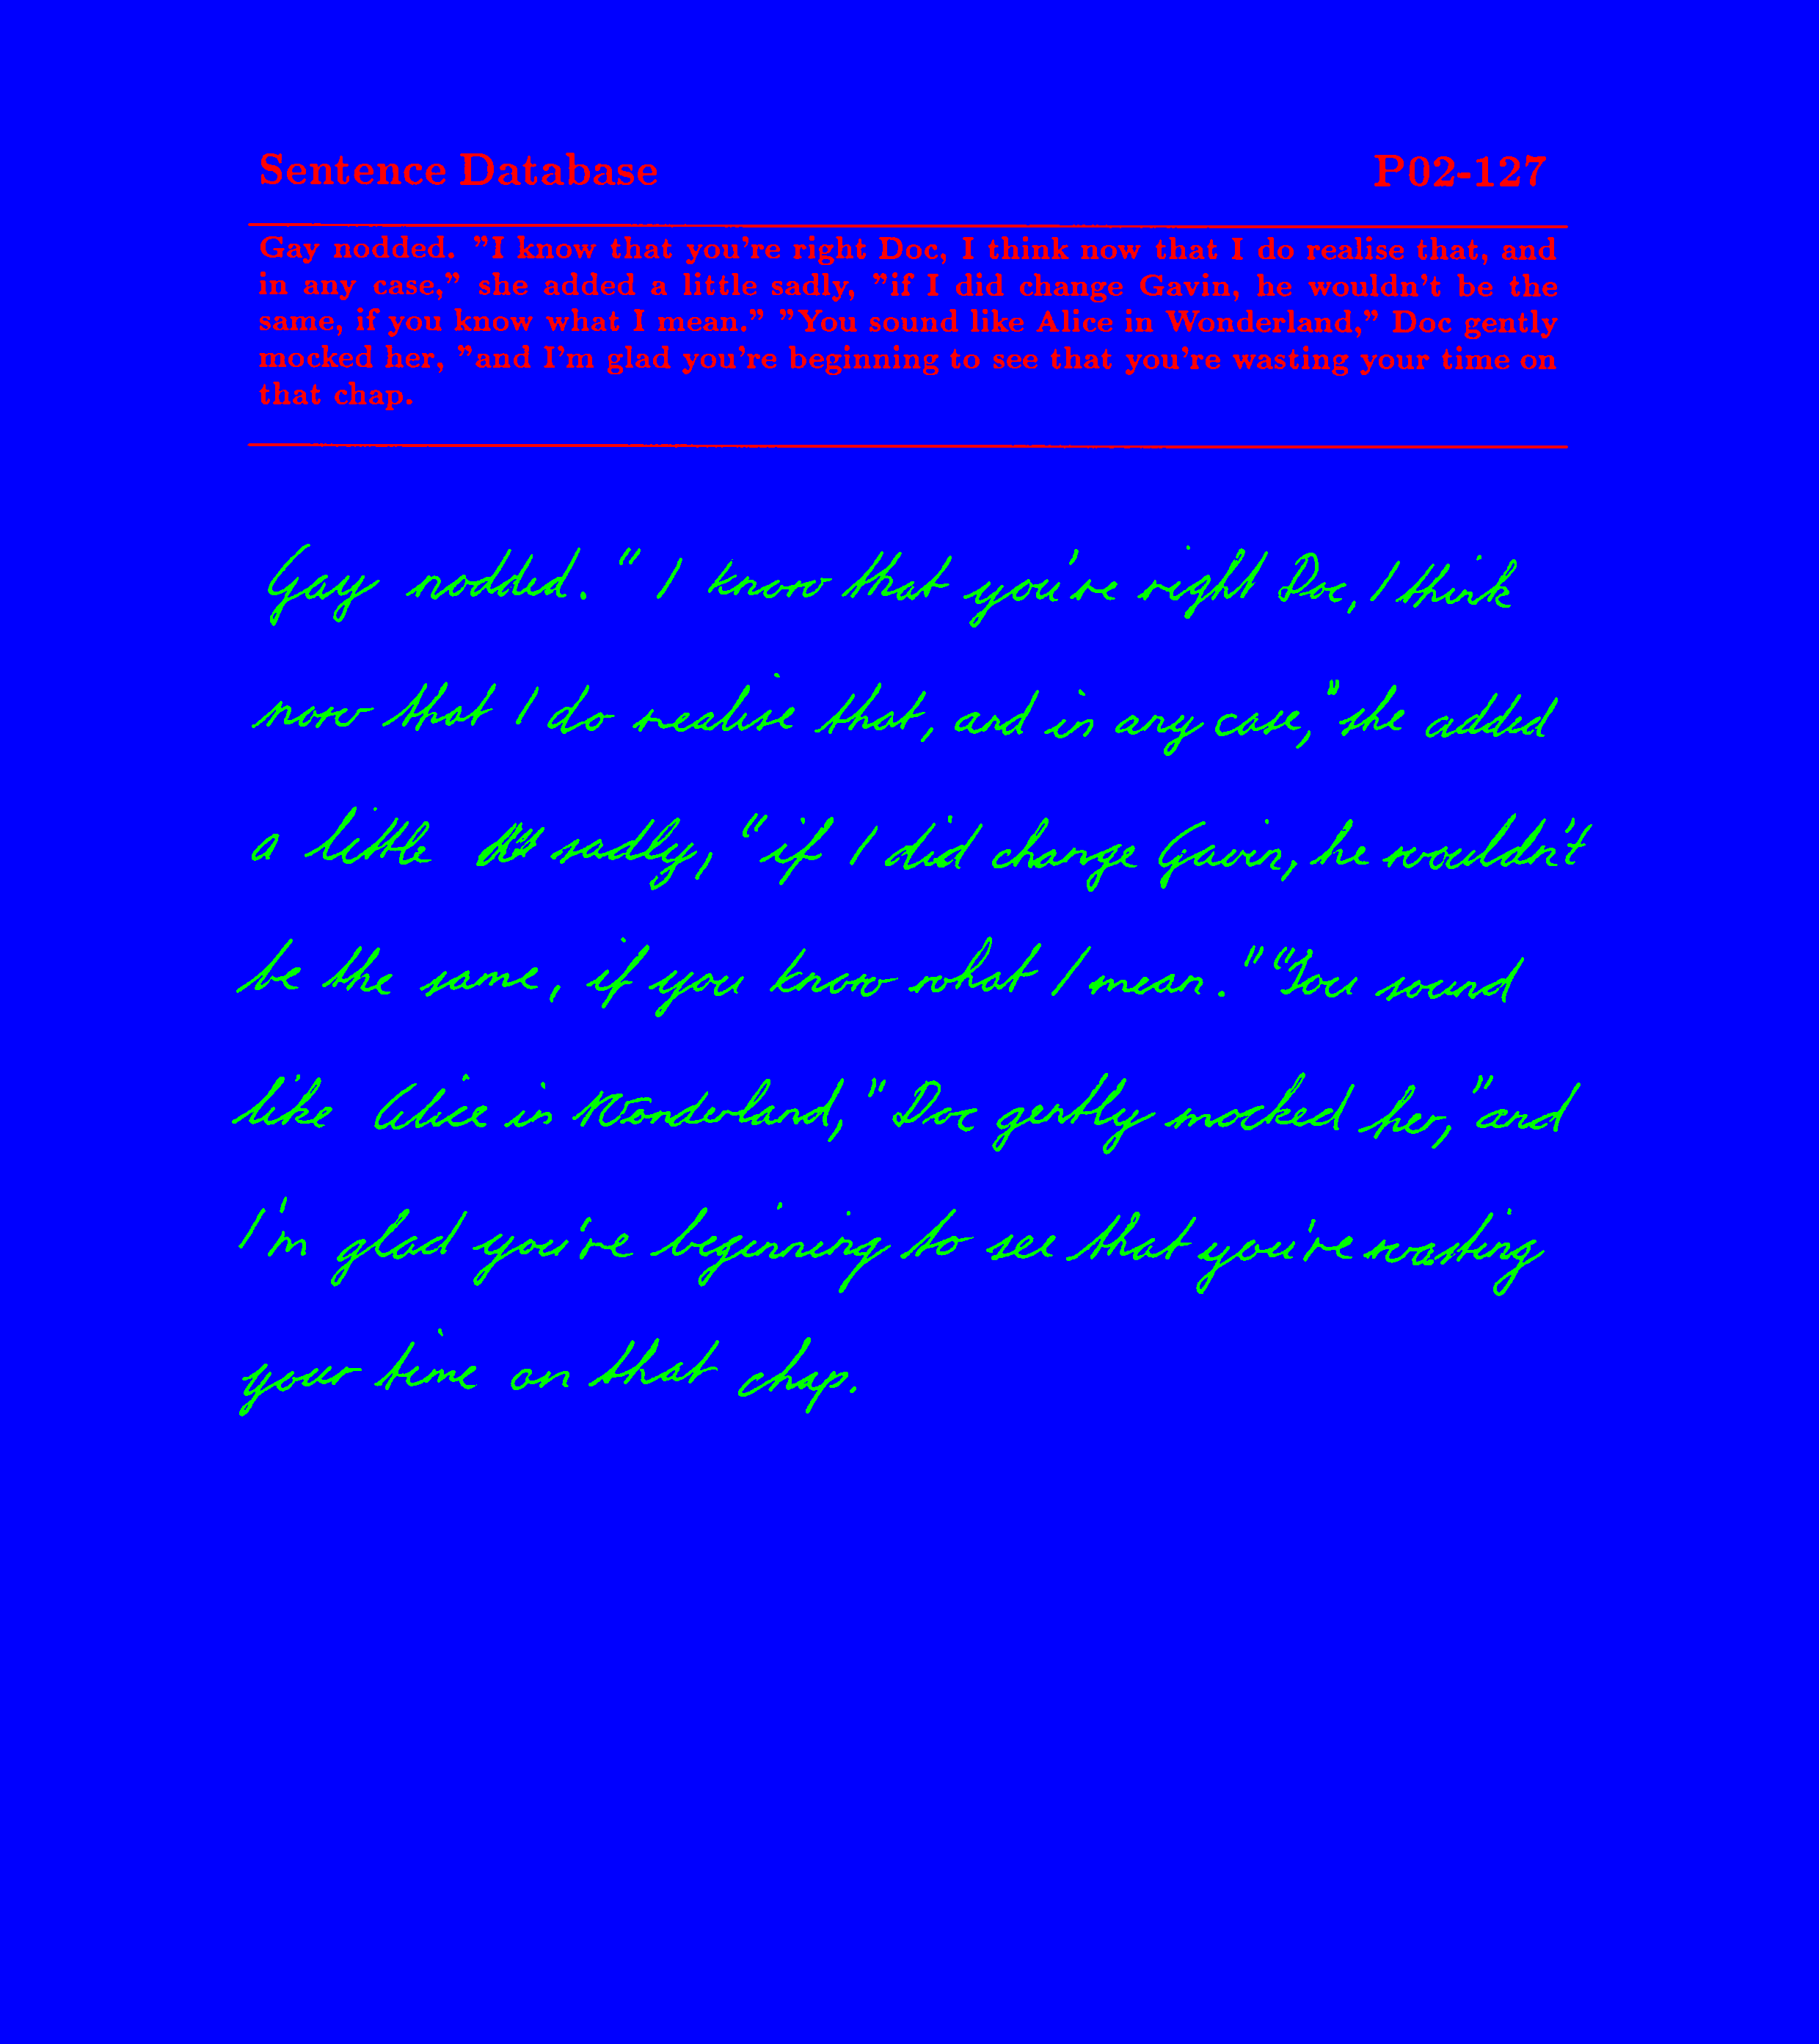 Sentence Database P02-127
Gay nodded. "I know that you're right Doc, I think now that I do realise that, and
in any case," she added a little sadly, "if I did change Gavin, he wouldn't be the
same, if you know what I mean." "You sound like Alice in Wonderland," Doc gently
mocked her, "and I'm glad you're beginning to see that you're wasting your time on
that chap.
Gay nodded. "I know that you're right Doc, I think
now that I do realise that, and in any case," she added
a little sadly, "if I did change Gavin, he wouldn't
be the same, if you know what I mean." "You sound
like Alice in Wonderland," Doc gently mocked her, "and
I'm glad you're beginning to see that you're wasting
your time on that chap.